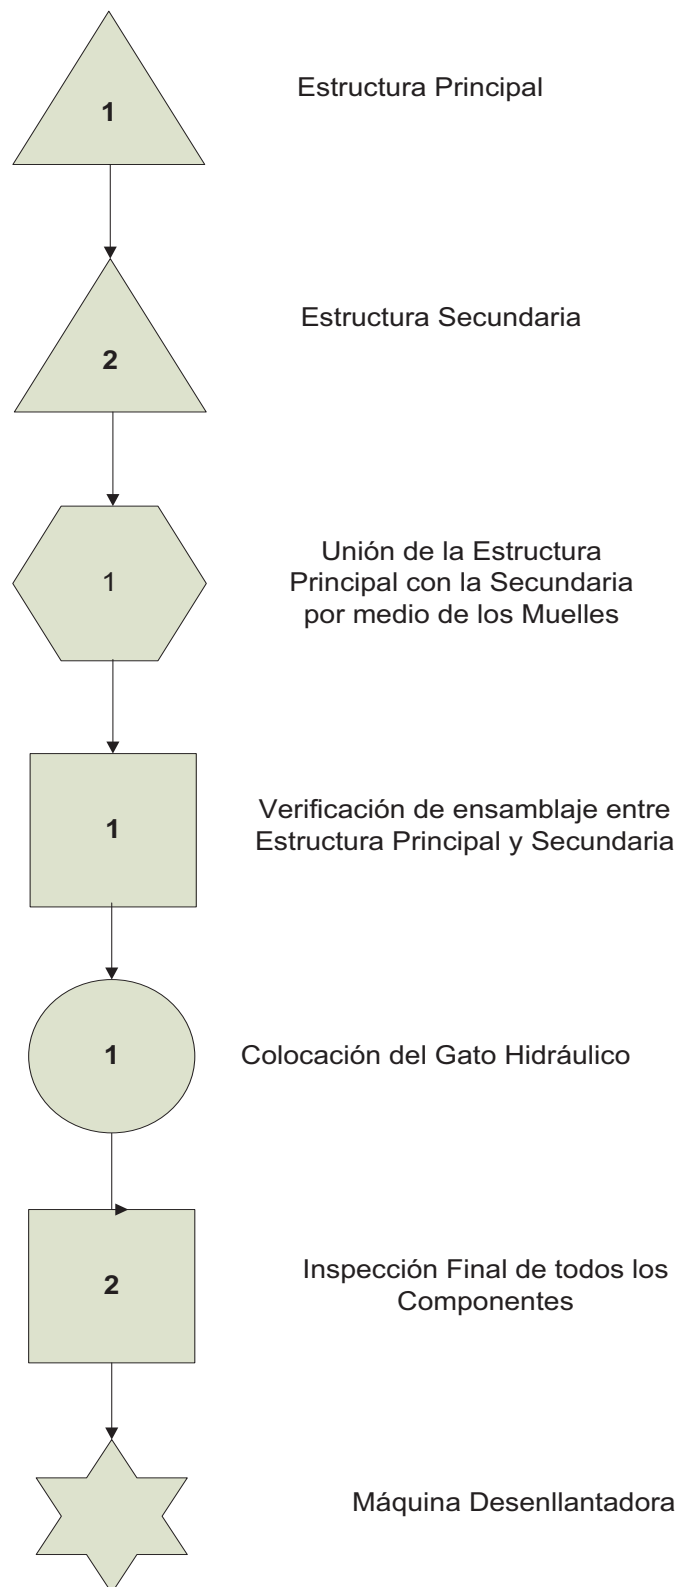 1
Estructura Principal
2
Estructura Secundaria
1
Unión de la Estructura
Principal con la Secundaria
por medio de los Muelles
1
Verificación de ensamblaje entre
Estructura Principal y Secundaria
1
Colocación del Gato Hidráulico
2
Inspección Final de todos los
Componentes
Máquina Desenllantadora